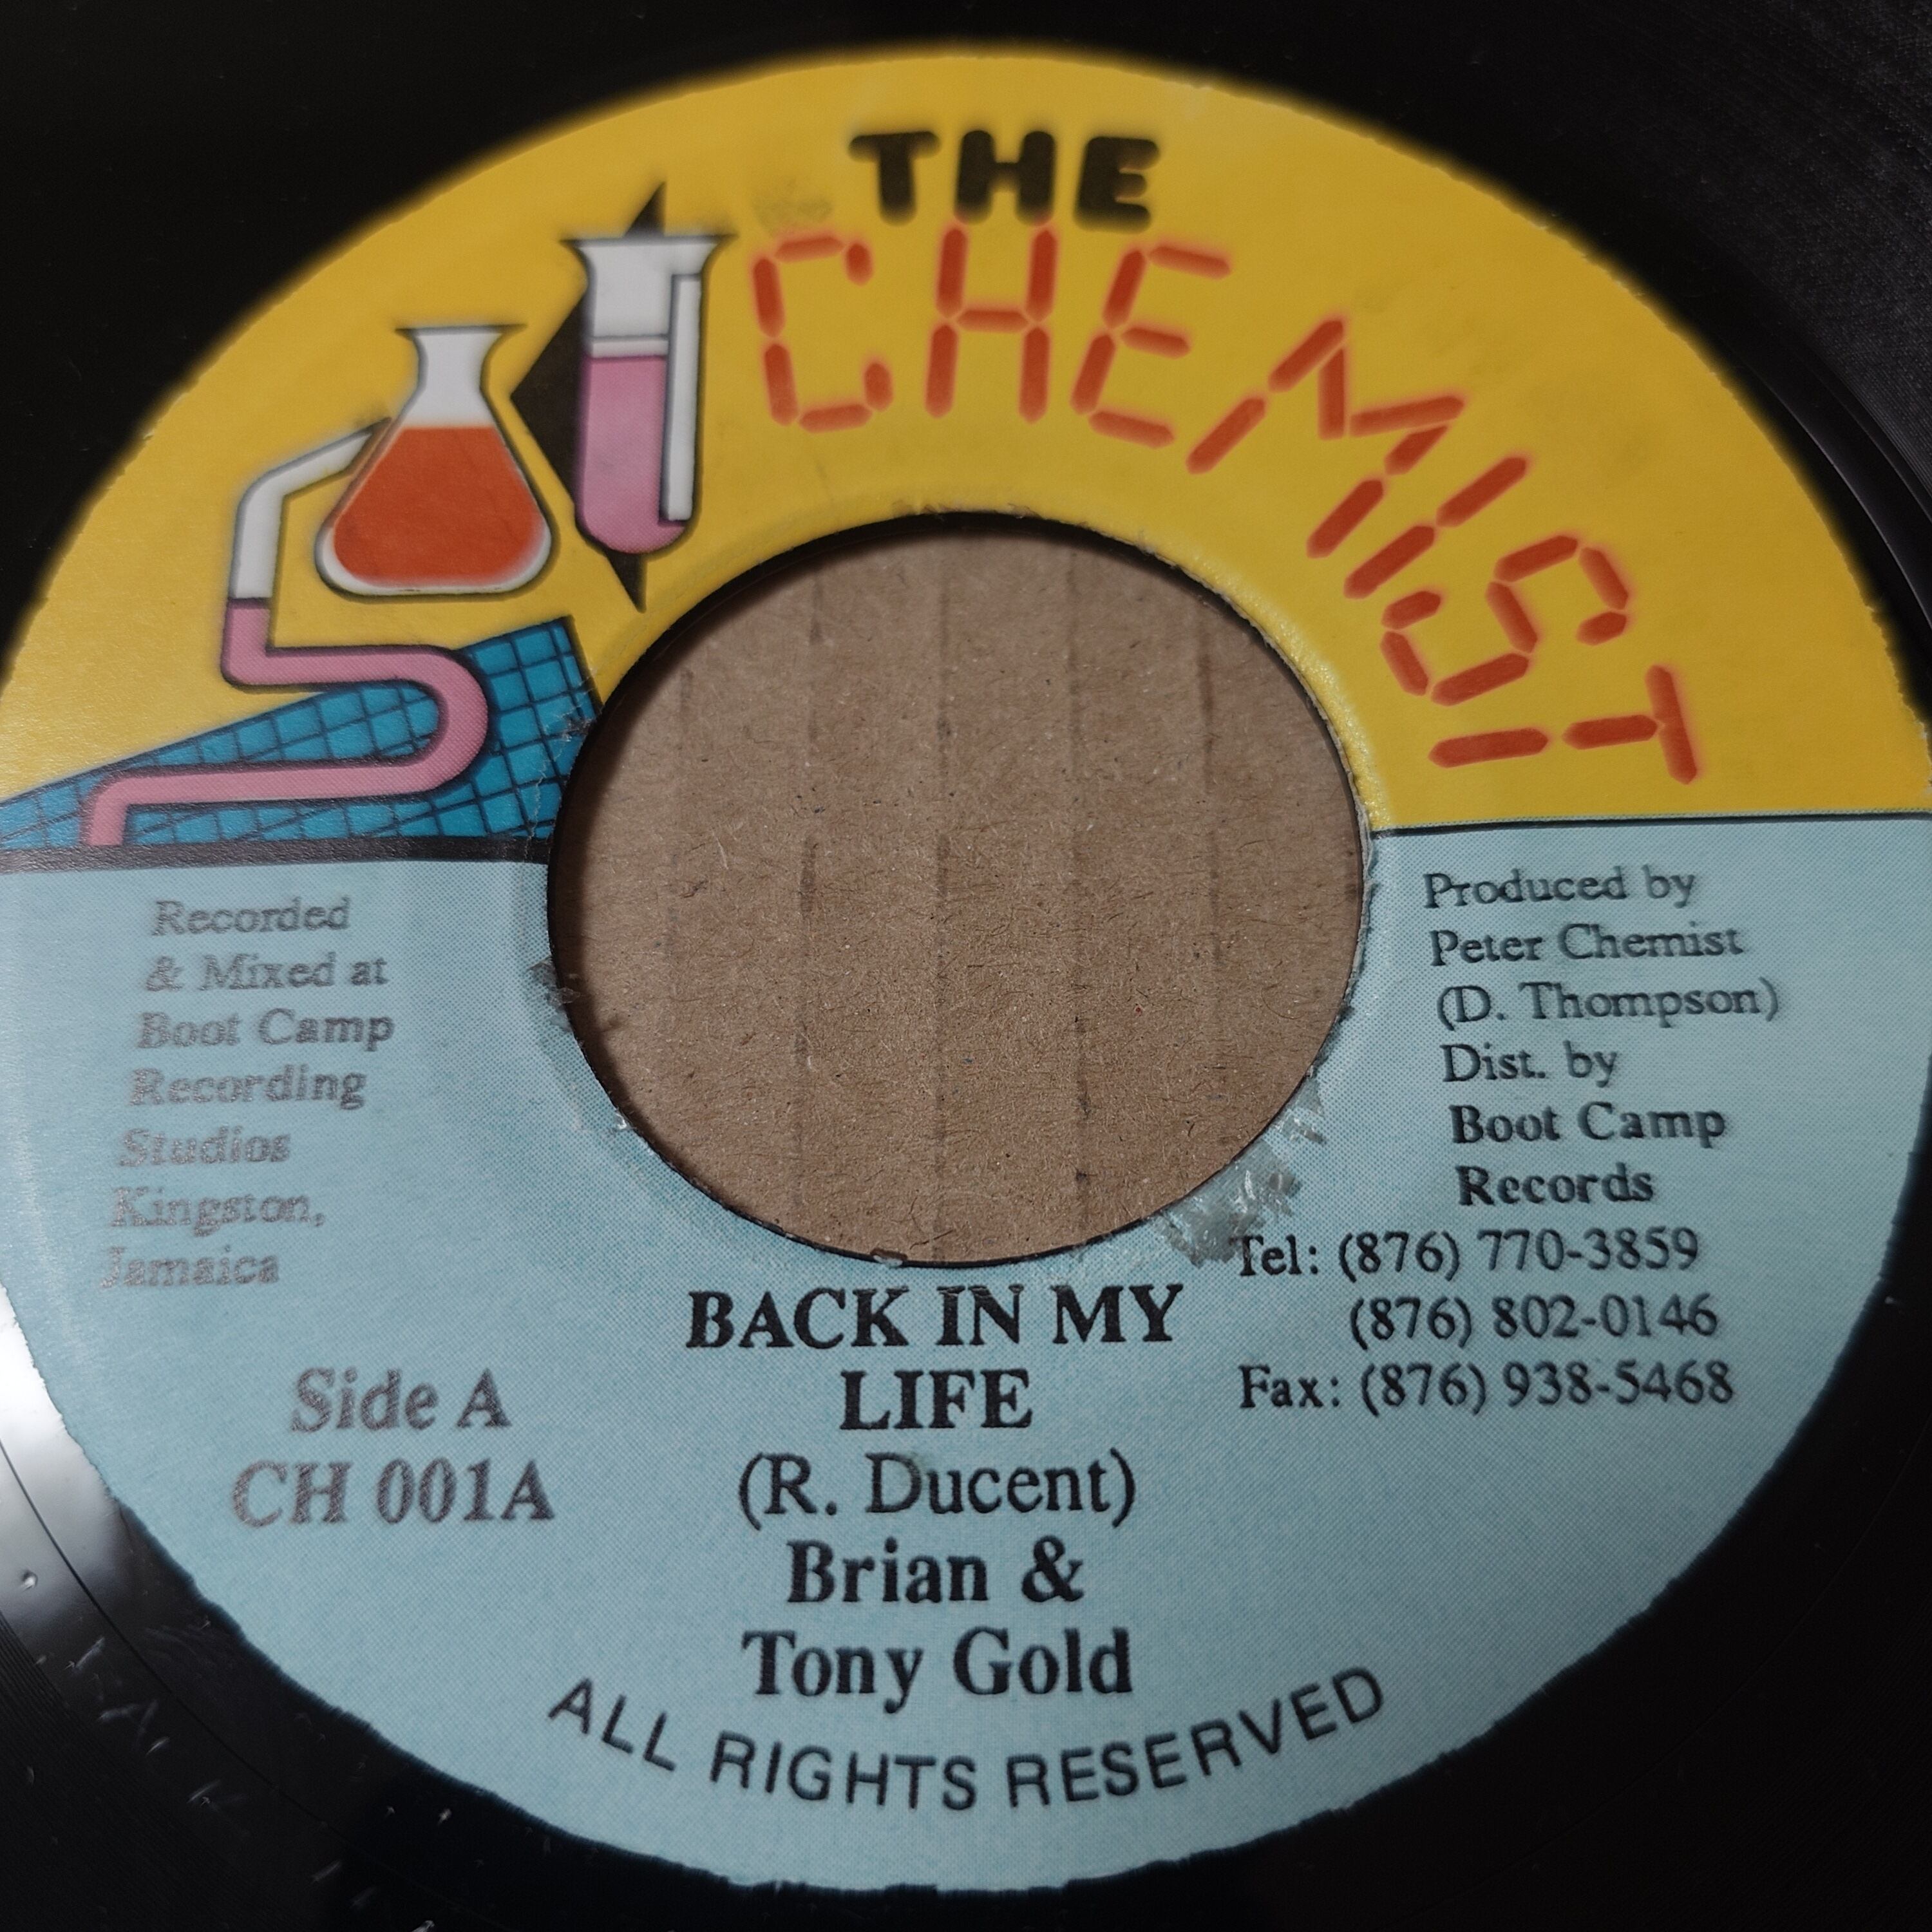 THE
CHEMIST
Recorded
& Mixed at
Boot Camp
Recording
Studios
Kingston,
Jamaica
Side A
CH 001A
Produced by
Peter Chemist
(D. Thompson)
Dist. by
Boot Camp
Records
Tel: (876) 770-3859
(876) 802-0146
Fax: (876) 938-5468
BACK IN MY
LIFE
(R. Ducent)
Brian &
Tony Gold
ALL RIGHTS RESERVED